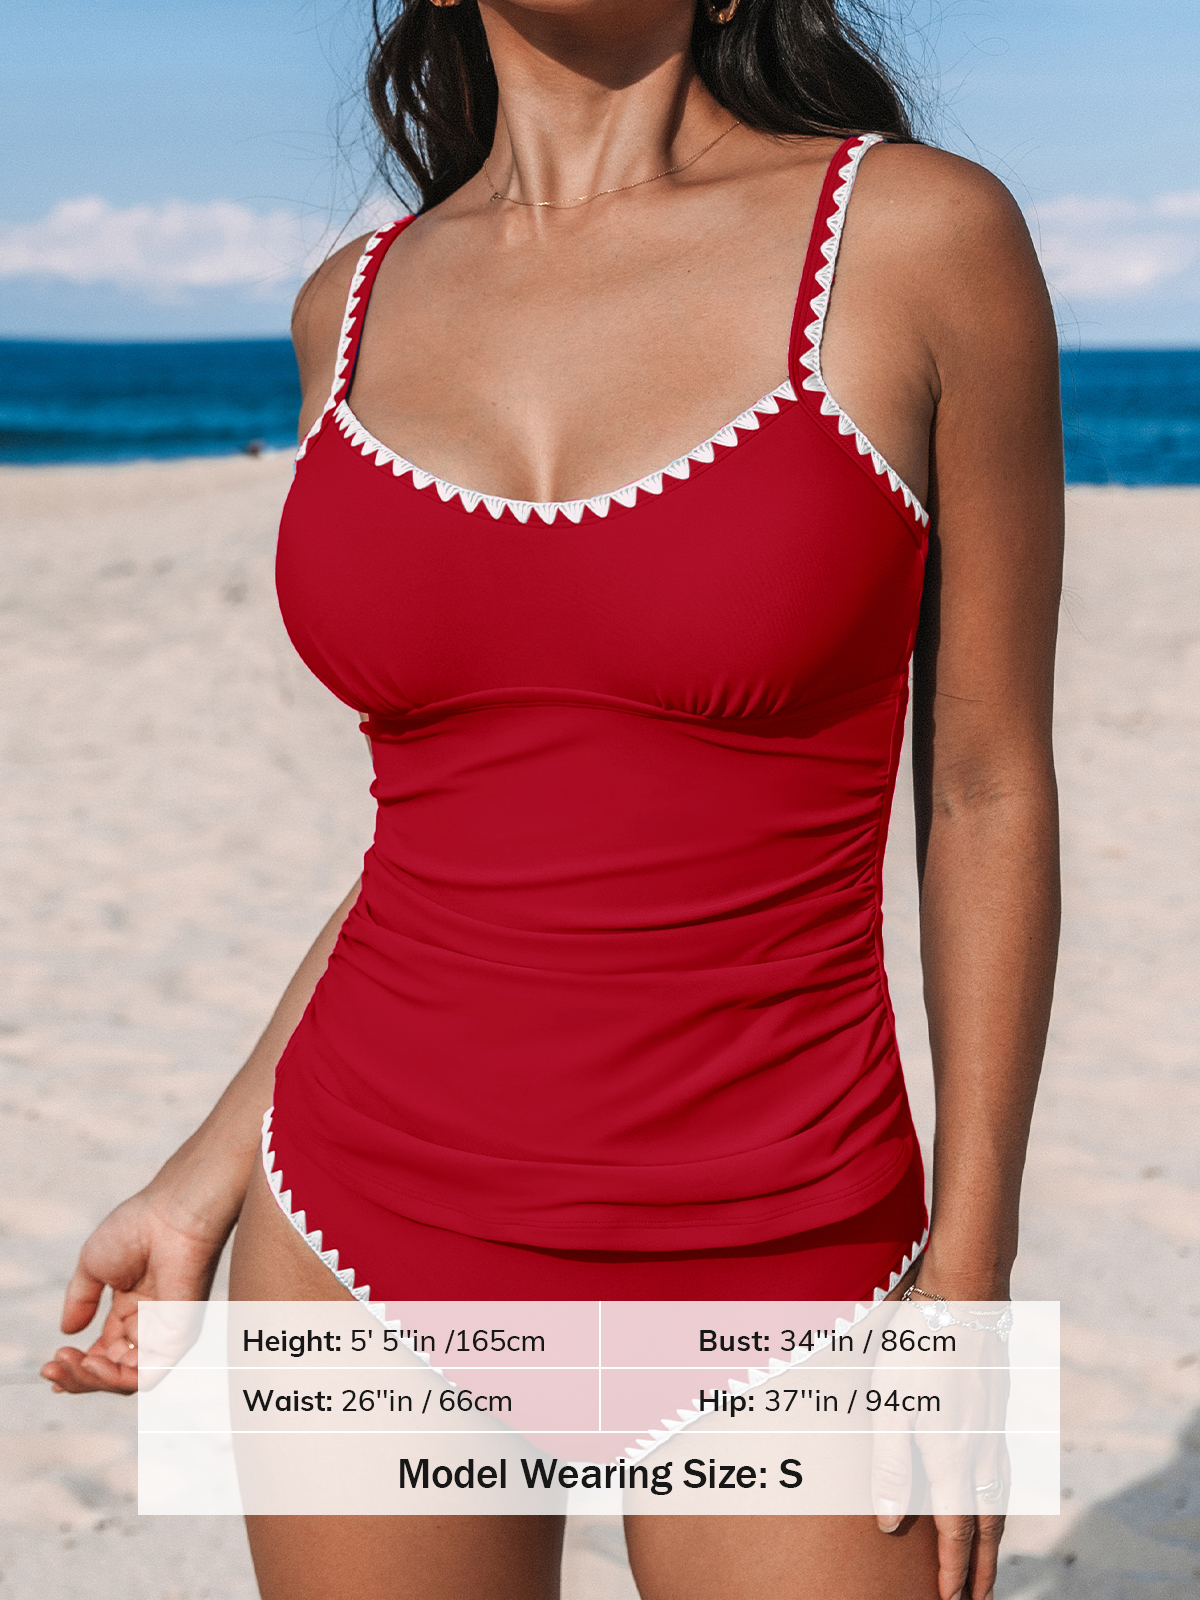 Height: 5' 5''in /165cm
Bust: 34''in / 86cm
Waist: 26''in / 66cm
Hip: 37''in / 94cm
Model Wearing Size: S